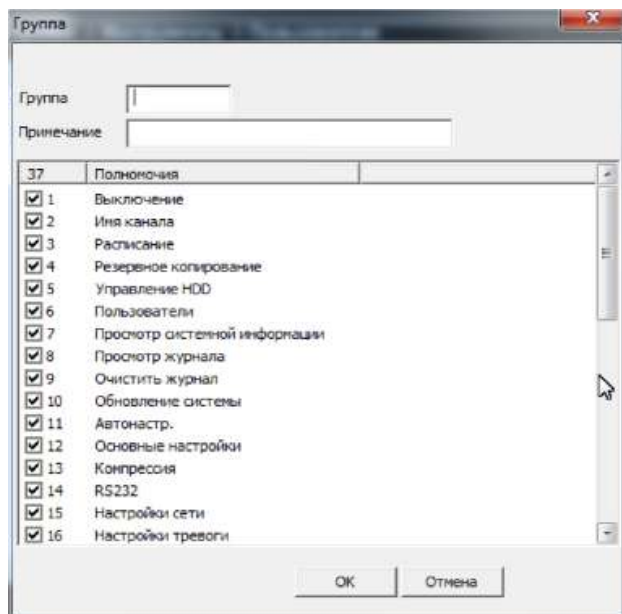 Группа
Группа
Примечание
37 Полномочия
1 Выключение
2 Имя канала
3 Расписание
4 Резервное копирование
5 Управление HDD
6 Пользователи
7 Просмотр системной информации
8 Просмотр журнала
9 Очистить журнал
10 Обновление системы
11 Автонастр.
12 Основные настройки
13 Компрессия
14 RS232
15 Настройки сети
16 Настройки тревоги
OK Отмена